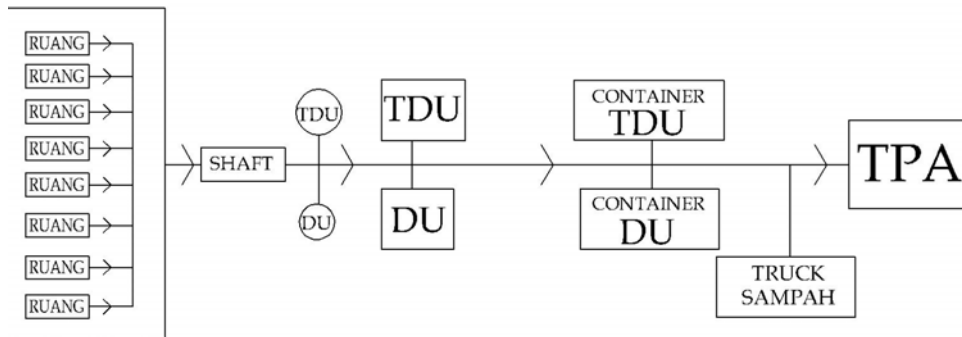 RUANG
RUANG
RUANG
RUANG
RUANG
RUANG
RUANG
RUANG
SHAFT
TDU
DU
TDU
DU
CONTAINER
TDU
CONTAINER
DU
TRUCK
SAMPAH
TPA